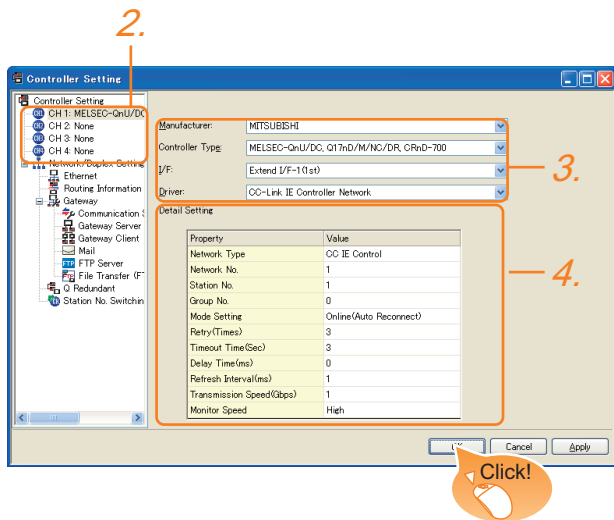 2.
Controller Setting
Controller Setting
CH 1: MELSEC-QnU/DC
CH 2: None
CH 3: None
CH 4: None
Network/Duplex Setting
Ethernet
Routing Information
Gateway
Communication
Gateway Server
Gateway Client
Mail
FTP Server
File Transfer (F
Q Redundant
Station No. Switchin
Manufacturer: MITSUBISHI
Controller Type: MELSEC-QnU/DC, Q17nD/M/NC/DR, CRnD-700
I/F: Extend I/F-1(1st)
Driver: CC-Link IE Controller Network
3.
Detail Setting
Property Value
Network Type CC IE Control
Network No. 1
Station No. 1
Group No. 0
Mode Setting Online(Auto Reconnect)
Retry(Times) 3
Timeout Time(Sec) 3
Delay Time(ms) 0
Refresh Interval(ms) 1
Transmission Speed(Gbps) 1
Monitor Speed High
4.
Cancel Apply
Click!